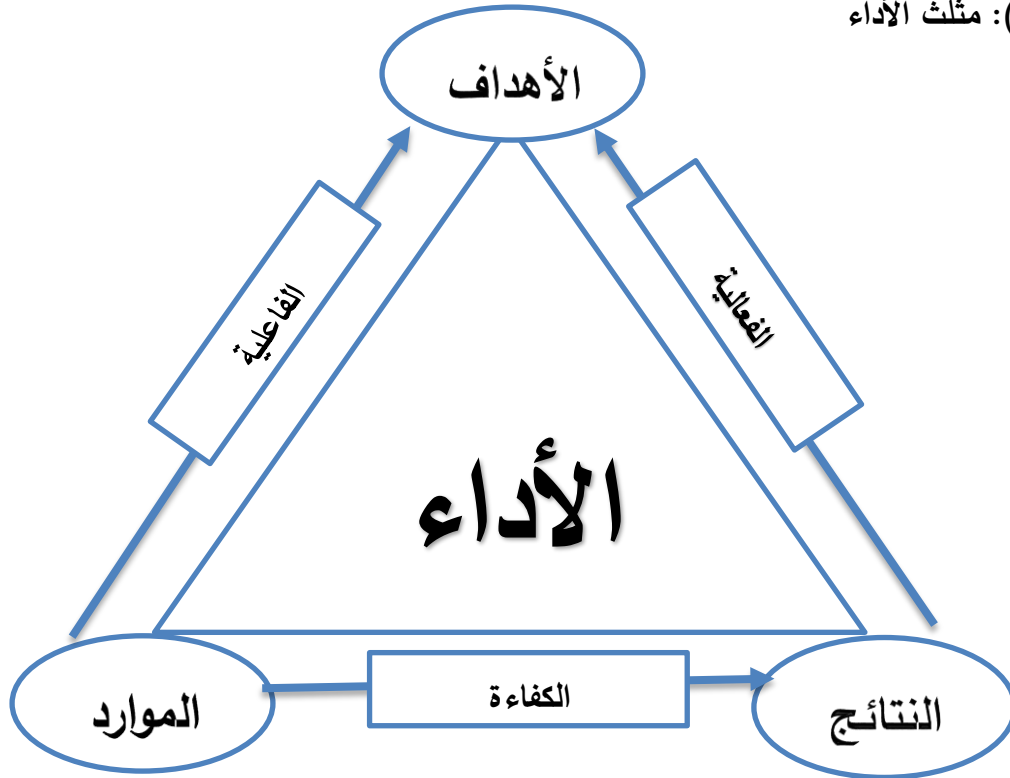 ): مثلث الأداء
الأهداف
الفاعلية
الفعالية
الأداء
الموارد
الكفاءة
النتائج